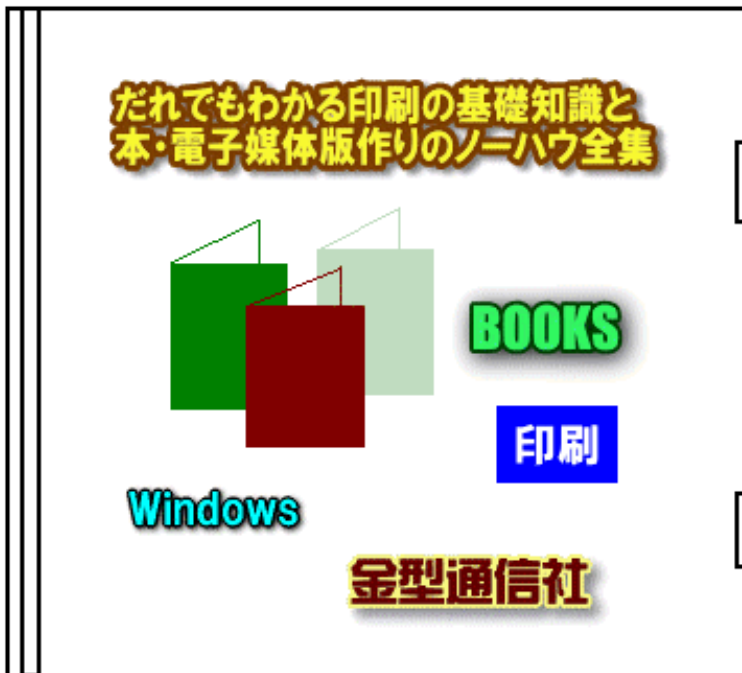 だれでもわかる印刷の基礎知識と
本・電子媒体版作りのノーハウ全集
BOOKS
印刷
Windows
金型通信社